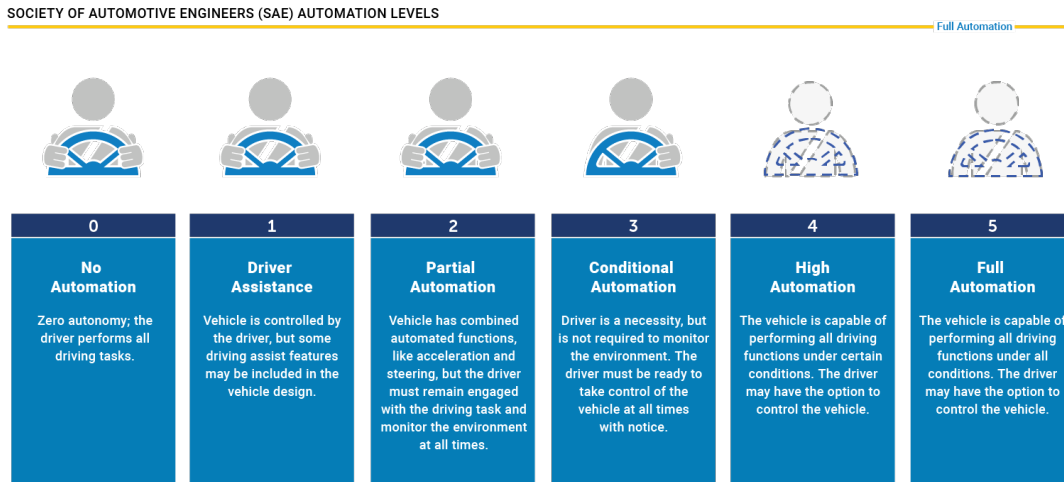 SOCIETY OF AUTOMOTIVE ENGINEERS (SAE) AUTOMATION LEVELS
Full Automation
0
No
Automation
Zero autonomy; the
driver performs all
driving tasks.
1
Driver
Assistance
Vehicle is controlled by
the driver, but some
driving assist features
may be included in the
vehicle design.
2
Partial
Automation
Vehicle has combined
automated functions,
like acceleration and
steering, but the driver
must remain engaged
with the driving task and
monitor the environment
at all times.
3
Conditional
Automation
Driver is a necessity, but
is not required to monitor
the environment. The
driver must be ready to
take control of the
vehicle at all times
with notice.
4
High
Automation
The vehicle is capable of
performing all driving
functions under certain
conditions. The driver
may have the option to
control the vehicle.
5
Full
Automation
The vehicle is capable of
performing all driving
functions under all
conditions. The driver
may have the option to
control the vehicle.